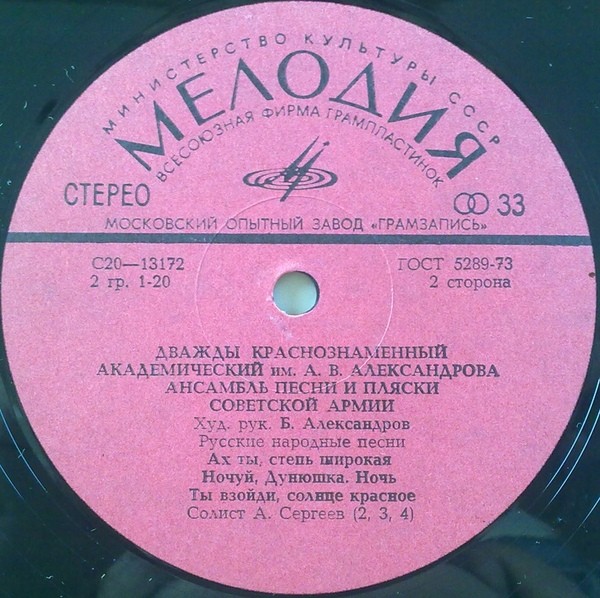 МИНИСТЕРСТВО КУЛЬТУРЫ СССР
МЕЛОДИЯ
ВСЕСОЮЗНАЯ ФИРМА ГРАМПЛАСТИНОК
СТЕРЕО 33
МОСКОВСКИЙ ОПЫТНЫЙ ЗАВОД «ГРАМЗАПИСЬ»
С20—13172 ГОСТ 5289-73
2 гр. 1-20 2 сторона
ДВАЖДЫ КРАСНОЗНАМЕННЫЙ
АКАДЕМИЧЕСКИЙ им. А. В. АЛЕКСАНДРОВА
АНСАМБЛЬ ПЕСНИ И ПЛЯСКИ
СОВЕТСКОЙ АРМИИ
Худ. рук. Б. Александров
Русские народные песни
Ах ты, степь широкая
Ночуй, Дунюшка. Ночь
Ты взойди, солнце красное
Солист А. Сергеев (2, 3, 4)